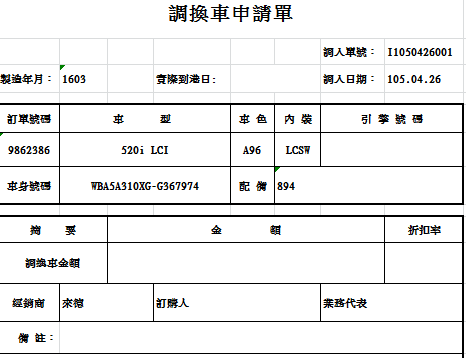 調換車申請單
調入單號： I1050426001
製造年月： 1603 實際到港日： 調入日期： 105.04.26
訂單號碼 車 型 車 色 內 裝 引 擎 號 碼
9862386 520i LCI A96 LCSW
車身號碼 WBA5A310XG-G367974 配 備 894
摘 要 金 額 折扣率
調換車金額
經銷商 來德 訂購人 業務代表
備 註：